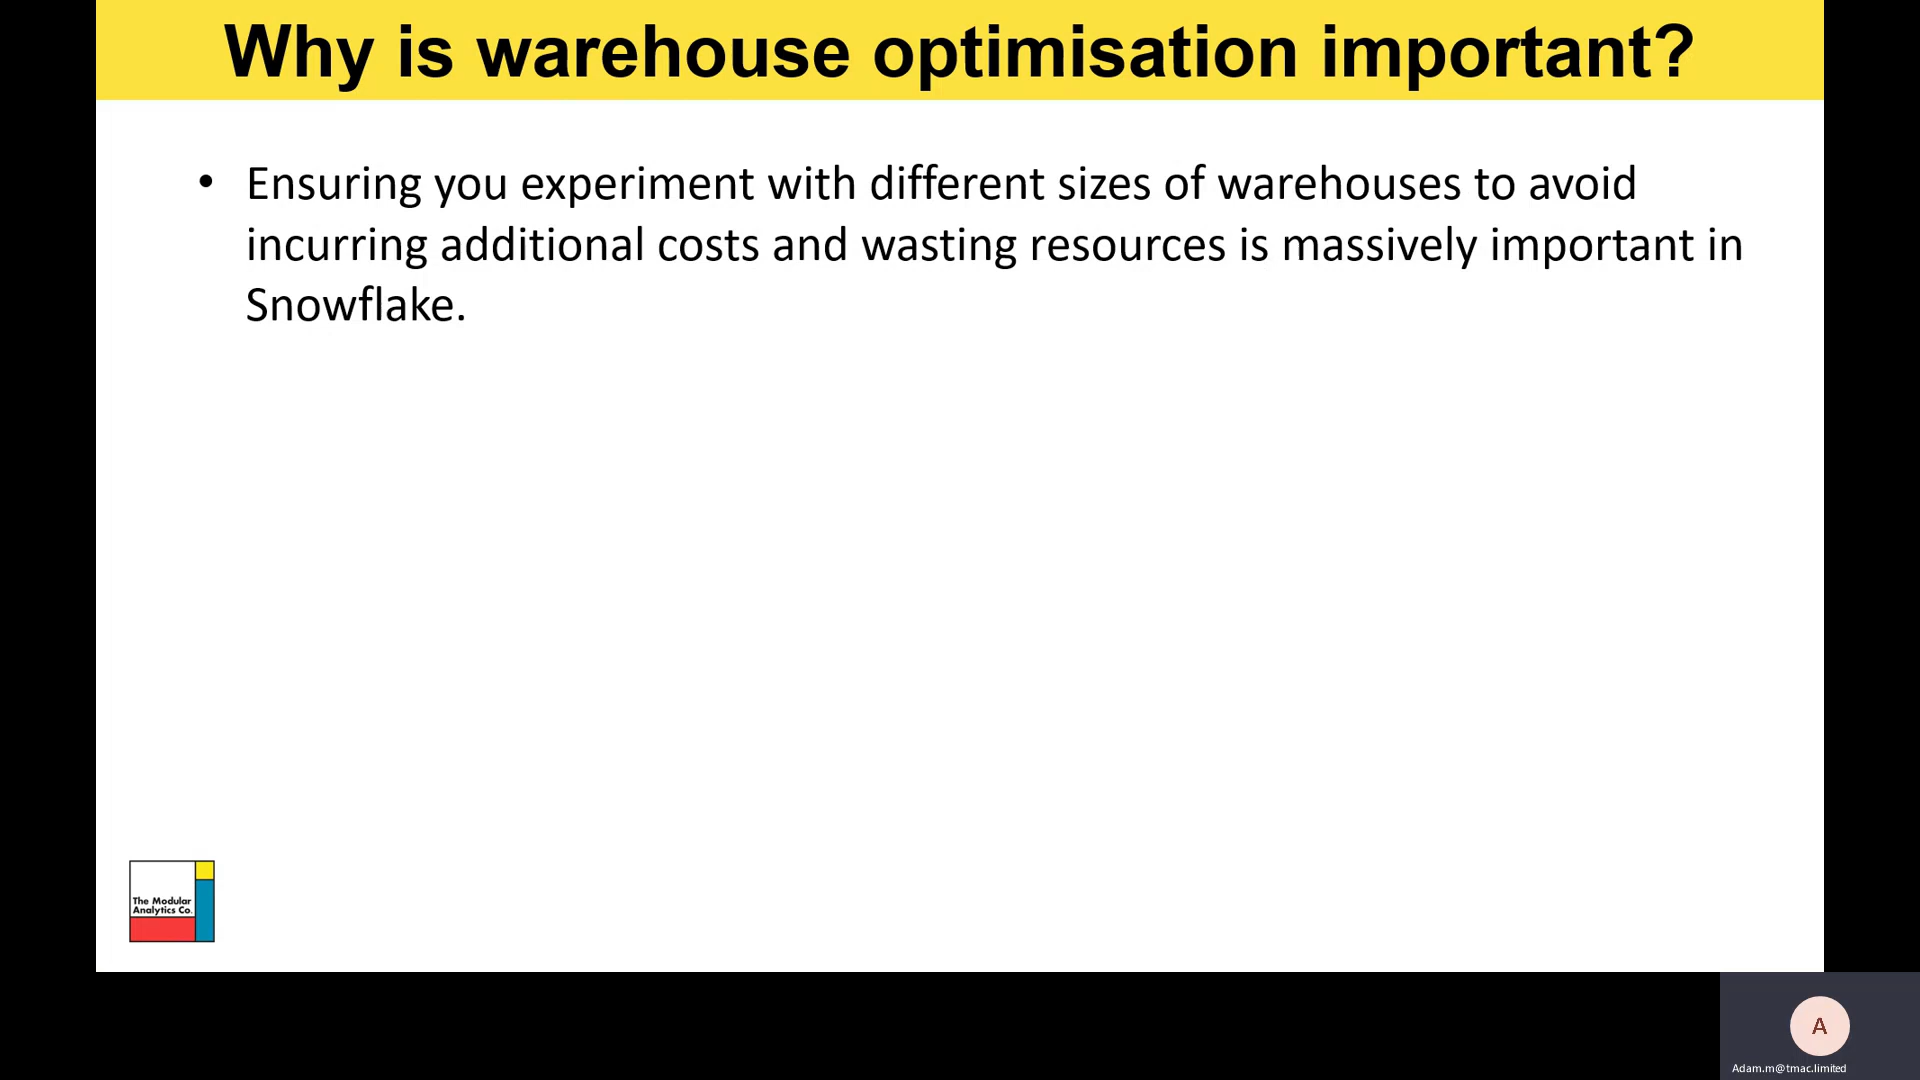 Why is warehouse optimisation important?
• Ensuring you experiment with different sizes of warehouses to avoid
incurring additional costs and wasting resources is massively important in
Snowflake.
The Modular
Analytics Co.
A
Adam.m@tmac.limited